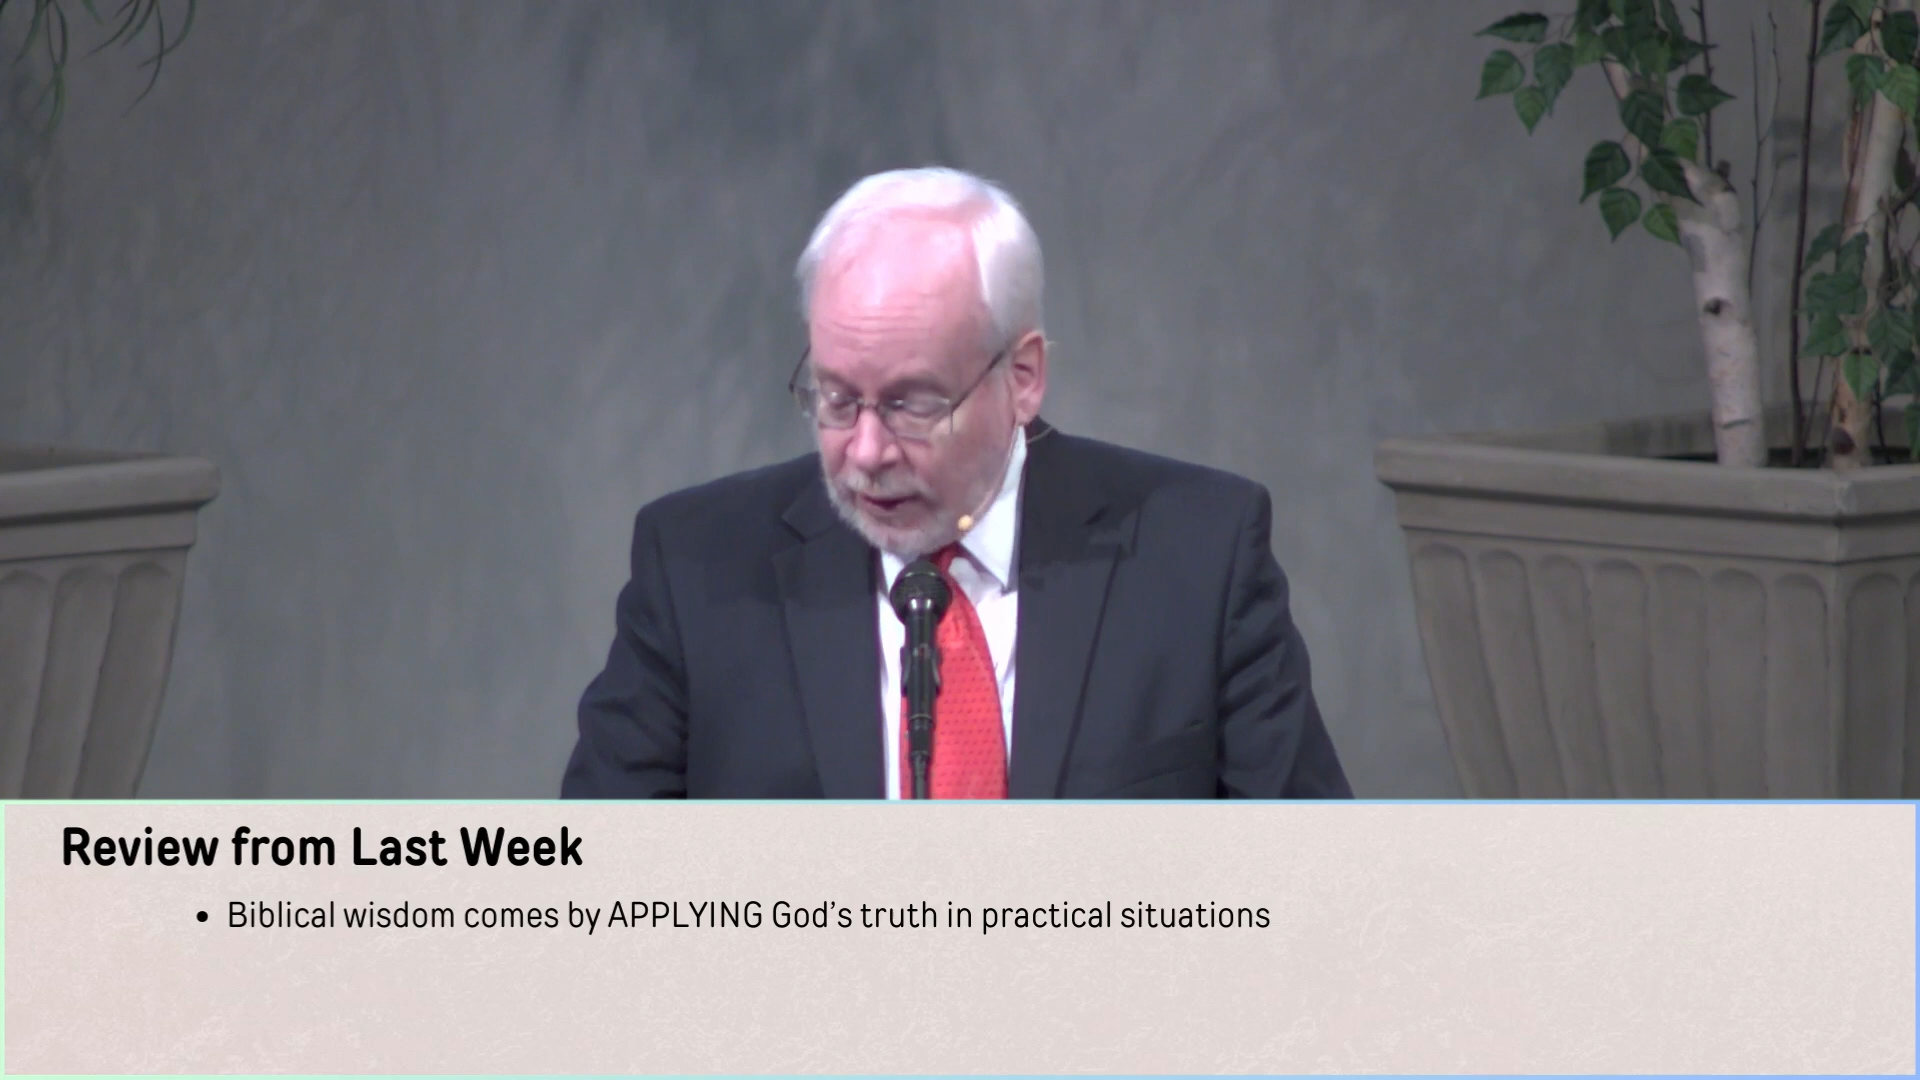 Review from Last Week
• Biblical wisdom comes by APPLYING God’s truth in practical situations